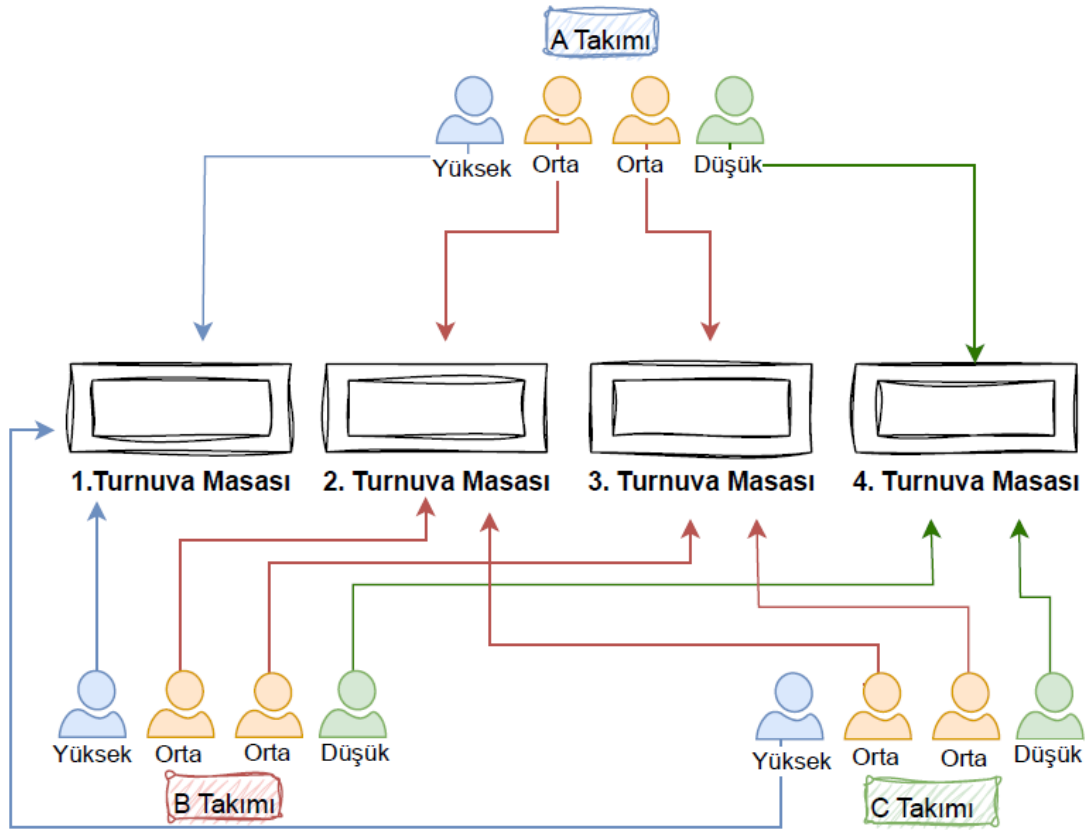 A Takımı
Yüksek
Orta
Orta
Düşük
1.Turnuva Masası
2. Turnuva Masası
3. Turnuva Masası
4. Turnuva Masası
Yüksek
Orta
Orta
Düşük
B Takımı
Yüksek
Orta
Orta
Düşük
C Takımı